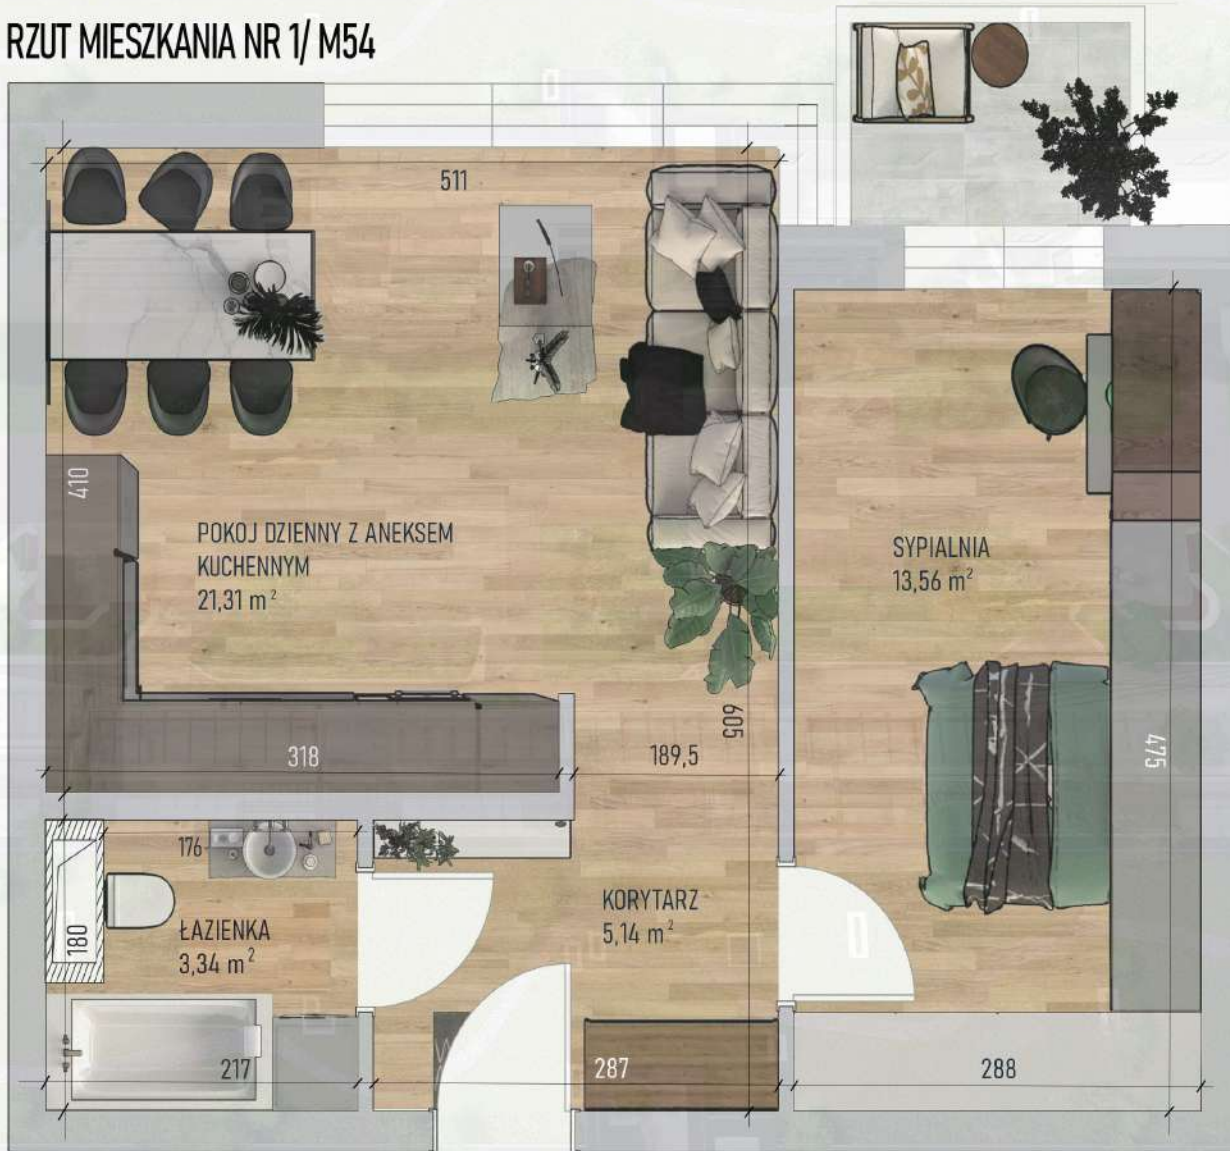 RZUT MIESZKANIA NR 1/ M54
511
410
POKOJ DZIENNY Z ANEKSEM
KUCHENNYM
21,31 m²
SYPIALNIA
13,56 m²
605
318
189,5
475
176
KORYTARZ
5,14 m²
ŁAZIENKA
3,34 m²
180
217
287
288